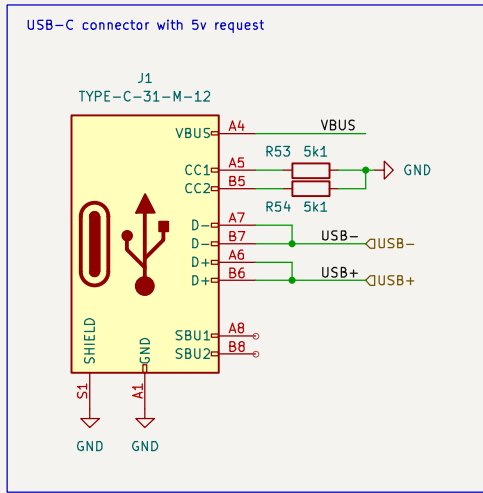 USB-C connector with 5v request
J1
TYPE-C-31-M-12
VBUS A4 VBUS
R53 5k1
CC1 A5 GND
CC2 B5
R54 5k1
D- A7
D- B7 USB- USB-
D+ A6
D+ B6 USB+ USB+
SBU1 A8
SBU2 B8
SHIELD
GND
S1
A1
GND
GND